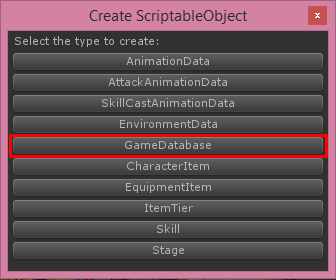 Create ScriptableObject
x
Select the type to create:
AnimationData
AttackAnimationData
SkillCastAnimationData
EnvironmentData
GameDatabase
CharacterItem
EquipmentItem
ItemTier
Skill
Stage